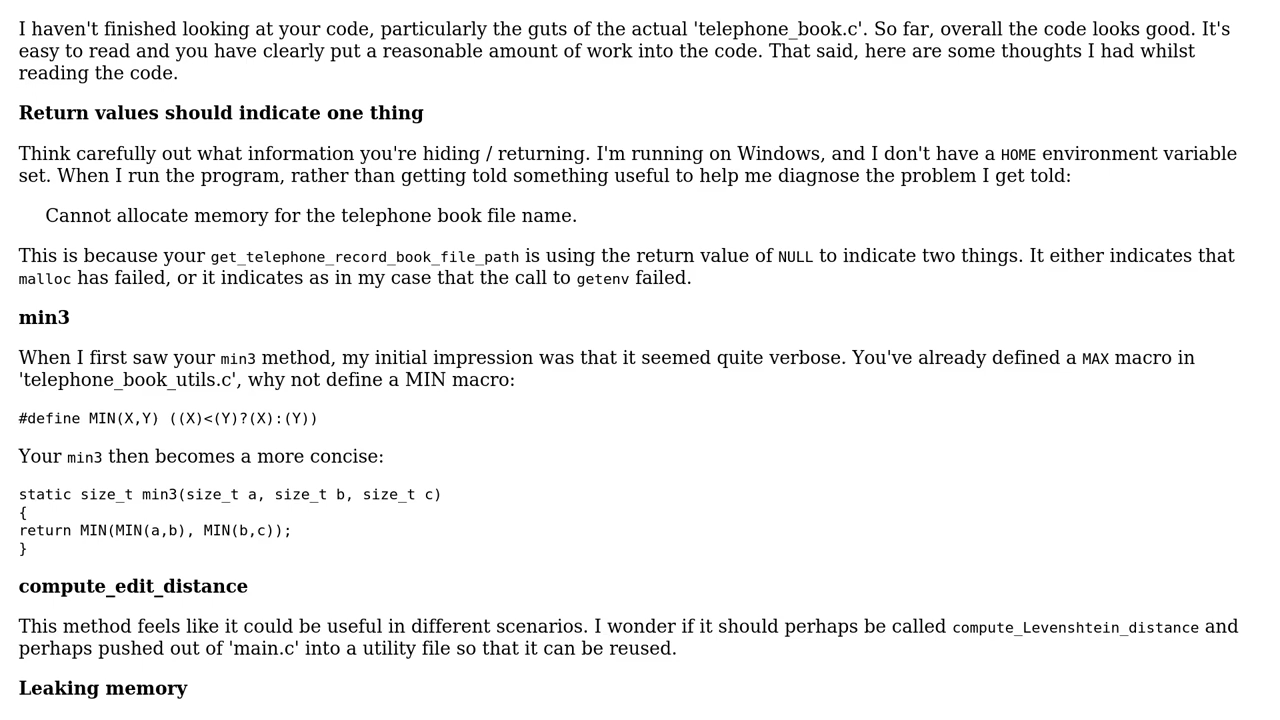 I haven't finished looking at your code, particularly the guts of the actual 'telephone_book.c'. So far, overall the code looks good. It's
easy to read and you have clearly put a reasonable amount of work into the code. That said, here are some thoughts I had whilst
reading the code.
Return values should indicate one thing
Think carefully out what information you're hiding / returning. I'm running on Windows, and I don't have a HOME environment variable
set. When I run the program, rather than getting told something useful to help me diagnose the problem I get told:
Cannot allocate memory for the telephone book file name.
This is because your get_telephone_record_book_file_path is using the return value of NULL to indicate two things. It either indicates that
malloc has failed, or it indicates as in my case that the call to getenv failed.
min3
When I first saw your min3 method, my initial impression was that it seemed quite verbose. You've already defined a MAX macro in
'telephone_book_utils.c', why not define a MIN macro:
#define MIN(X,Y) ((X)<(Y)?(X):(Y))
Your min3 then becomes a more concise:
static size_t min3(size_t a, size_t b, size_t c)
{
return MIN(MIN(a,b), MIN(b,c));
}
compute_edit_distance
This method feels like it could be useful in different scenarios. I wonder if it should perhaps be called compute_Levenshtein_distance and
perhaps pushed out of 'main.c' into a utility file so that it can be reused.
Leaking memory